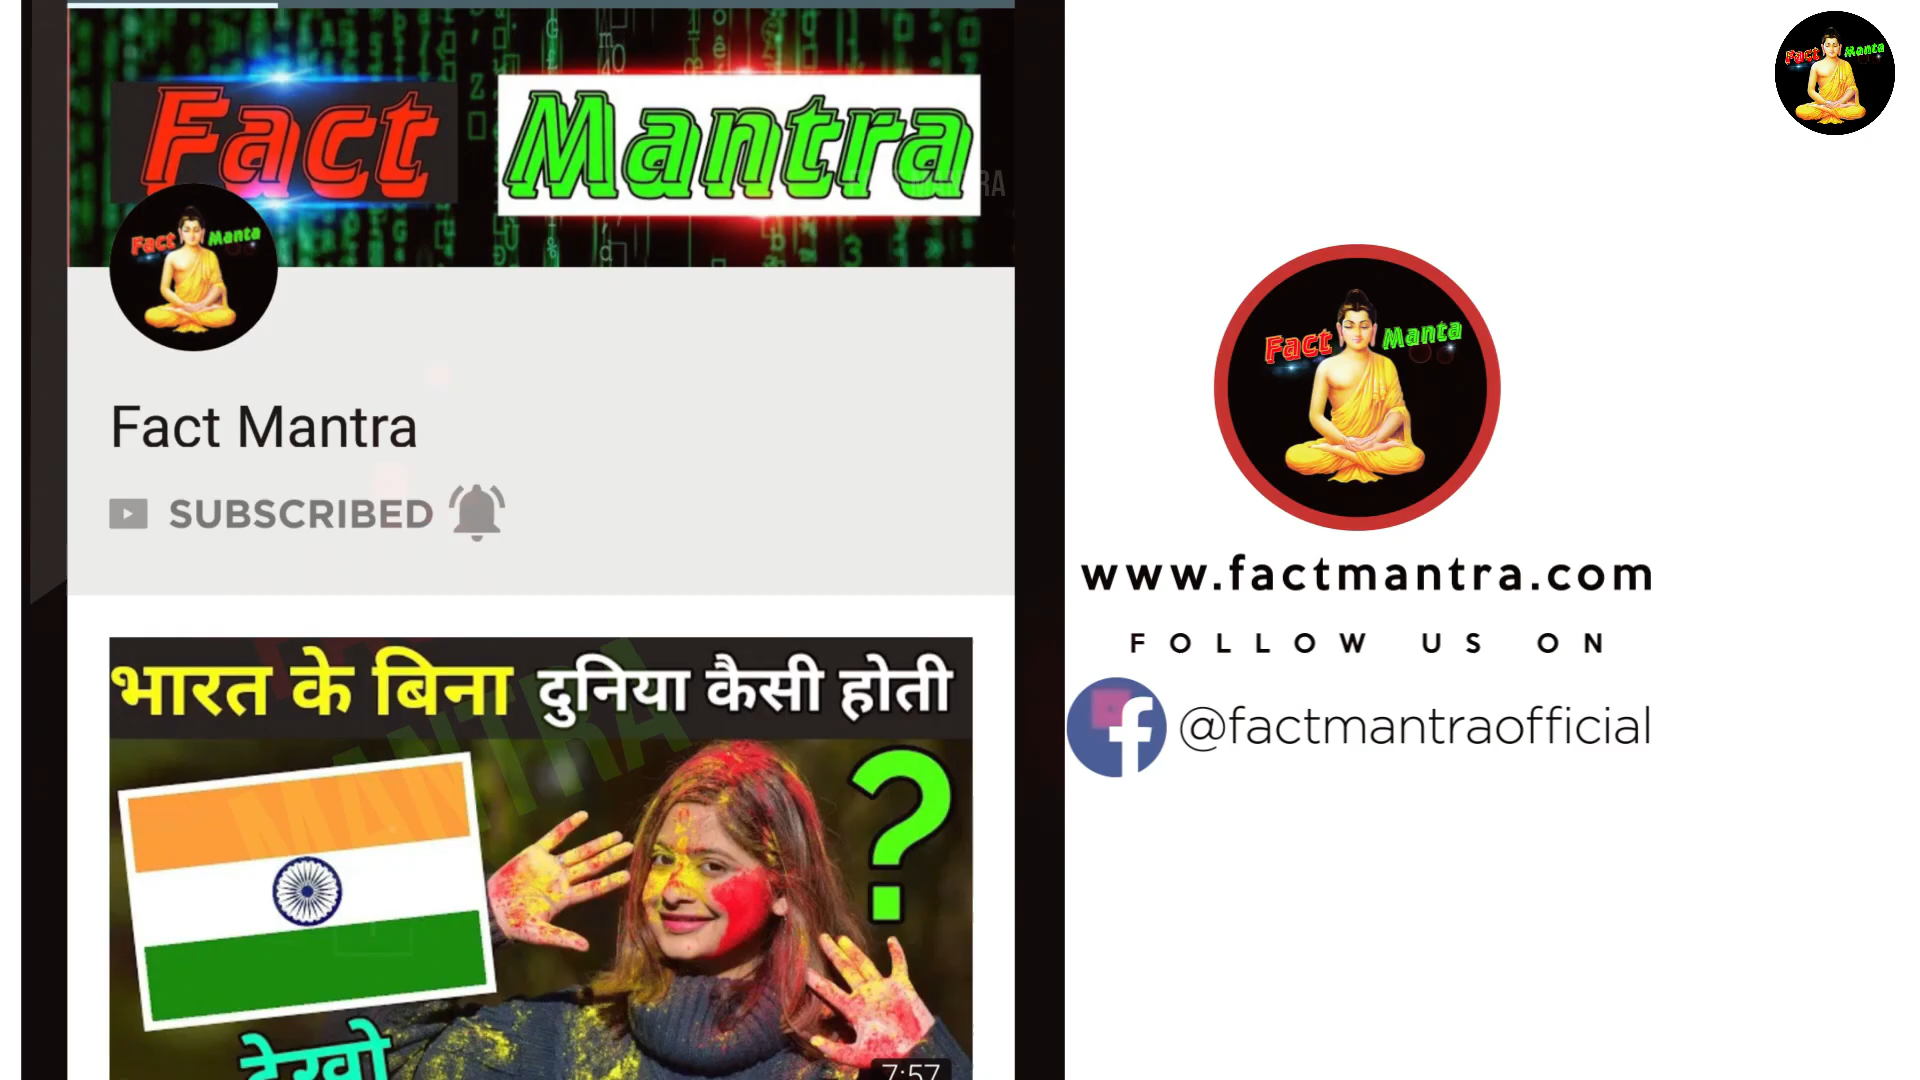 Fact Mantra
Fact Manta
Fact Mantra
SUBSCRIBED
भारत के बिना दुनिया कैसी होती
?
MANTRA
देखो
7:57
Fact Manta
Fact Manta
www.factmantra.com
FOLLOW US ON
f @factmantraofficial